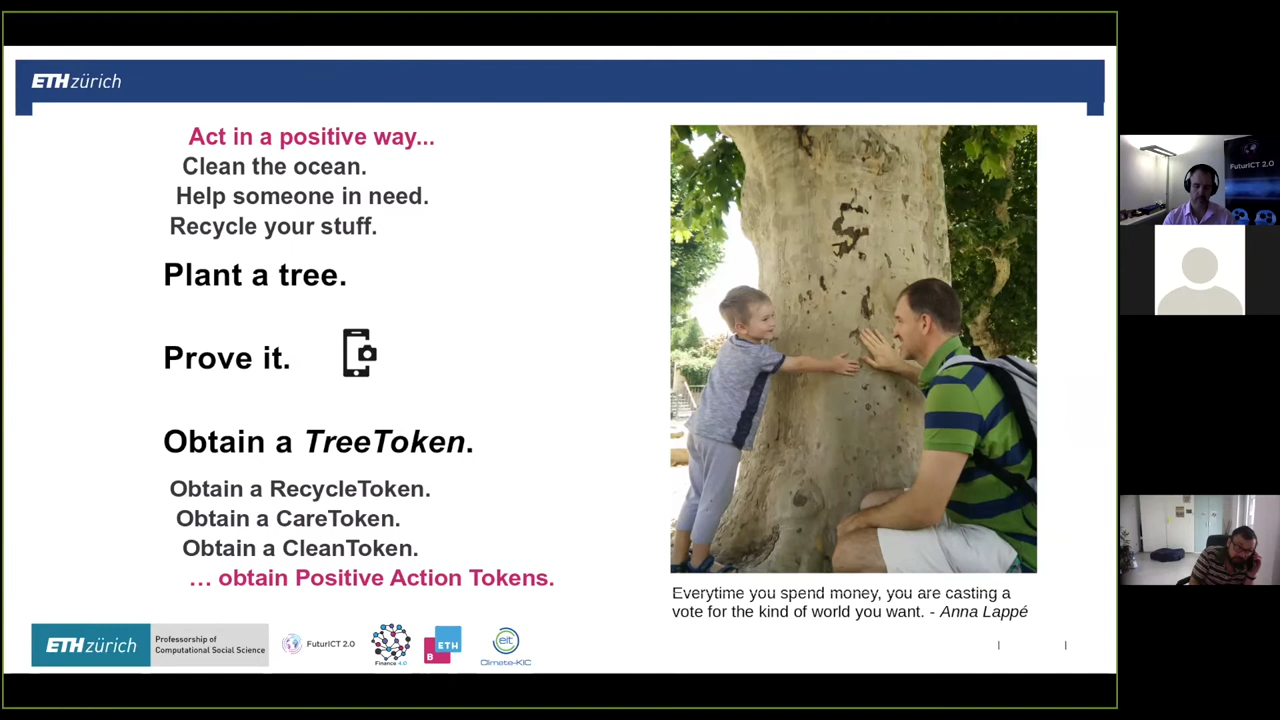 ETHzürich
Act in a positive way...
Clean the ocean.
Help someone in need.
Recycle your stuff.
Plant a tree.
Prove it.
Obtain a TreeToken.
Obtain a RecycleToken.
Obtain a CareToken.
Obtain a CleanToken.
… obtain Positive Action Tokens.
Everytime you spend money, you are casting a
vote for the kind of world you want. - Anna Lappé
ETHzürich
Professorship of
Computational Social Science
FuturICT 2.0
Finance 4.0
B
ETH
eit
Climate-KIC
FuturICT 2.0